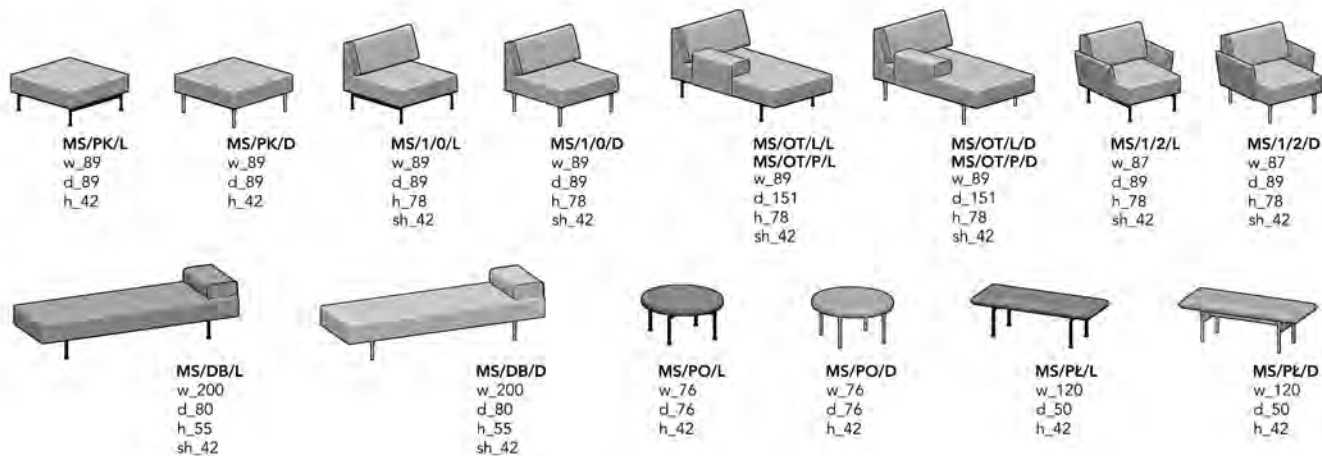 MS/PK/L
w_89
d_89
h_42
MS/PK/D
w_89
d_89
h_42
MS/1/0/L
w_89
d_89
h_78
sh_42
MS/1/0/D
w_89
d_89
h_78
sh_42
MS/OT/L/L
MS/OT/P/L
w_89
d_151
h_78
sh_42
MS/OT/L/D
MS/OT/P/D
w_89
d_151
h_78
sh_42
MS/1/2/L
w_87
d_89
h_78
sh_42
MS/1/2/D
w_87
d_89
h_78
sh_42
MS/DB/L
w_200
d_80
h_55
sh_42
MS/DB/D
w_200
d_80
h_55
sh_42
MS/PO/L
w_76
d_76
h_42
MS/PO/D
w_76
d_76
h_42
MS/PŁ/L
w_120
d_50
h_42
MS/PŁ/D
w_120
d_50
h_42